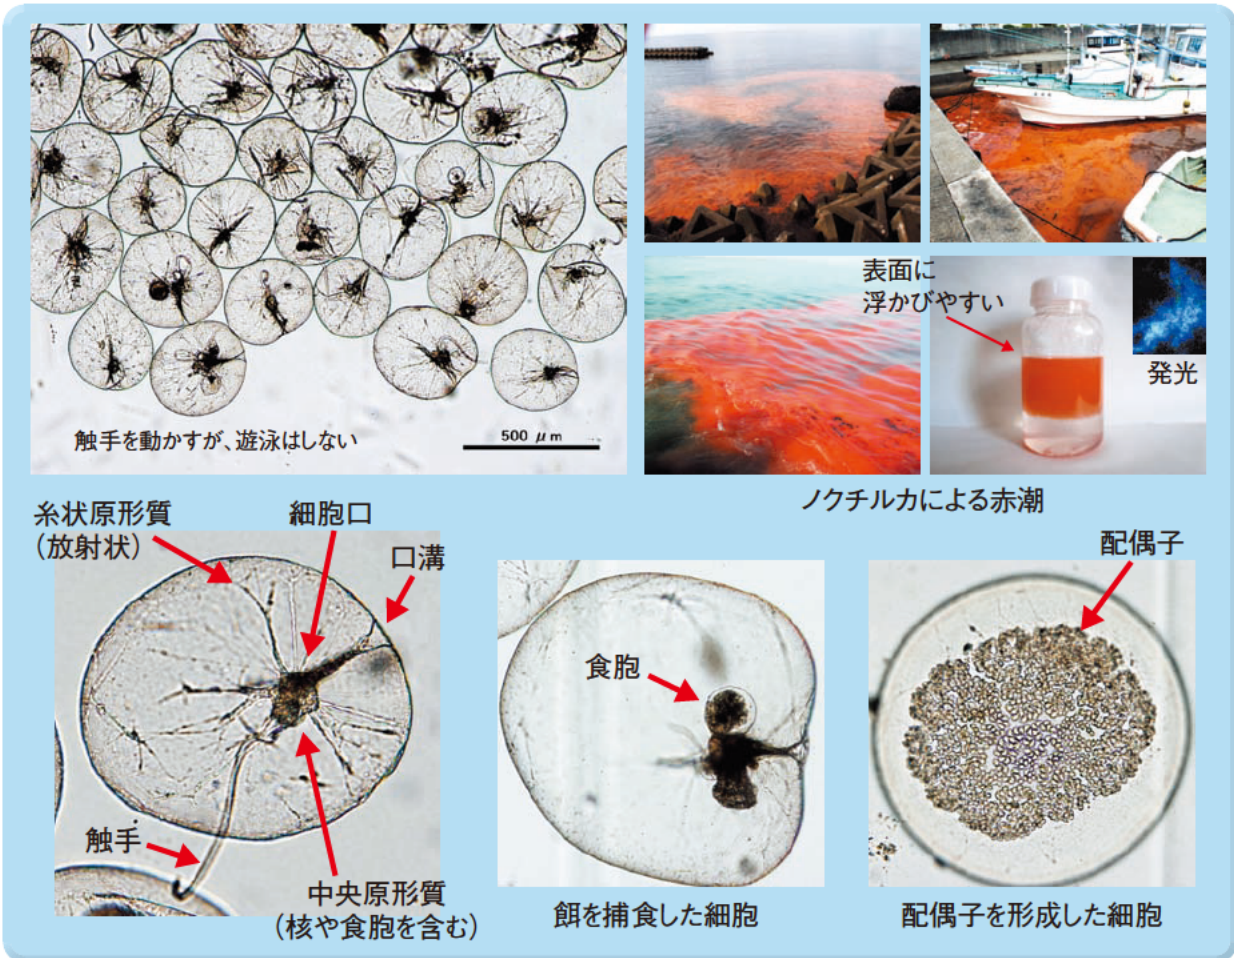 触手を動かすが、遊泳はしない
500 μm
表面に
浮かびやすい
発光
ノクチルカによる赤潮
糸状原形質
（放射状）
細胞口
口溝
触手
中央原形質
（核や食胞を含む）
食胞
餌を捕食した細胞
配偶子
配偶子を形成した細胞